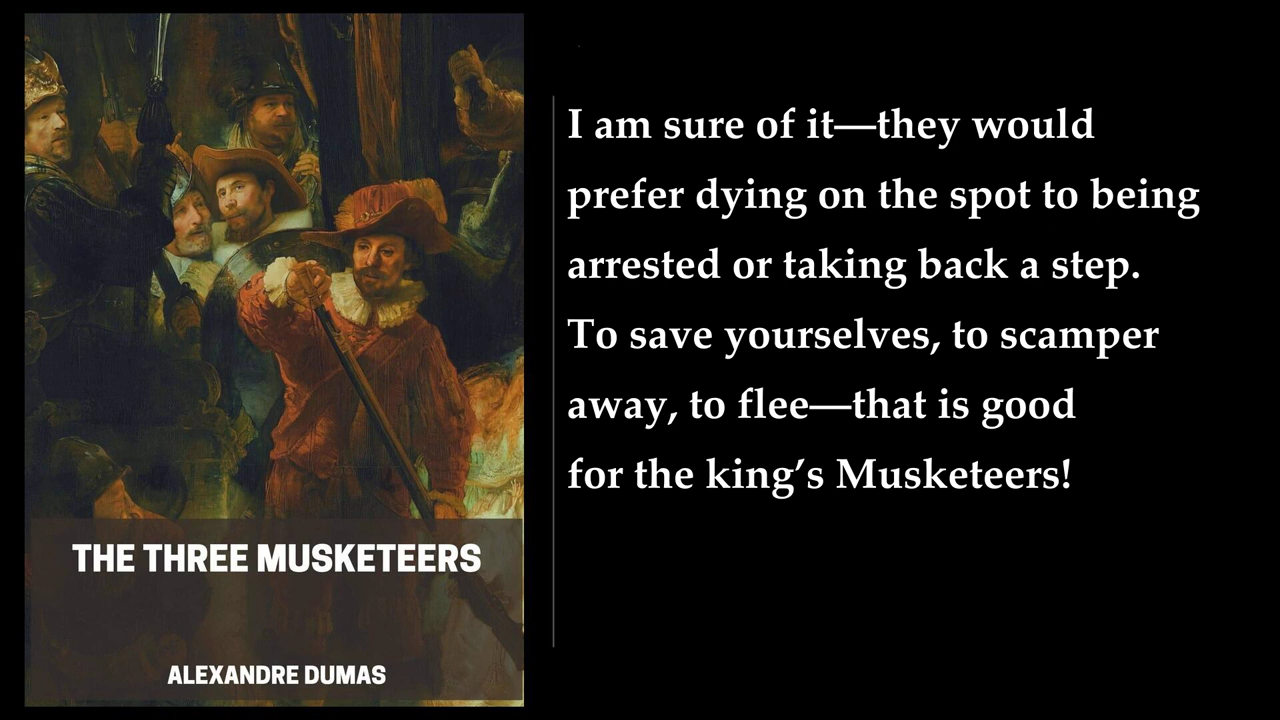 THE THREE MUSKETEERS
ALEXANDRE DUMAS
I am sure of it—they would
prefer dying on the spot to being
arrested or taking back a step.
To save yourselves, to scamper
away, to flee—that is good
for the king’s Musketeers!